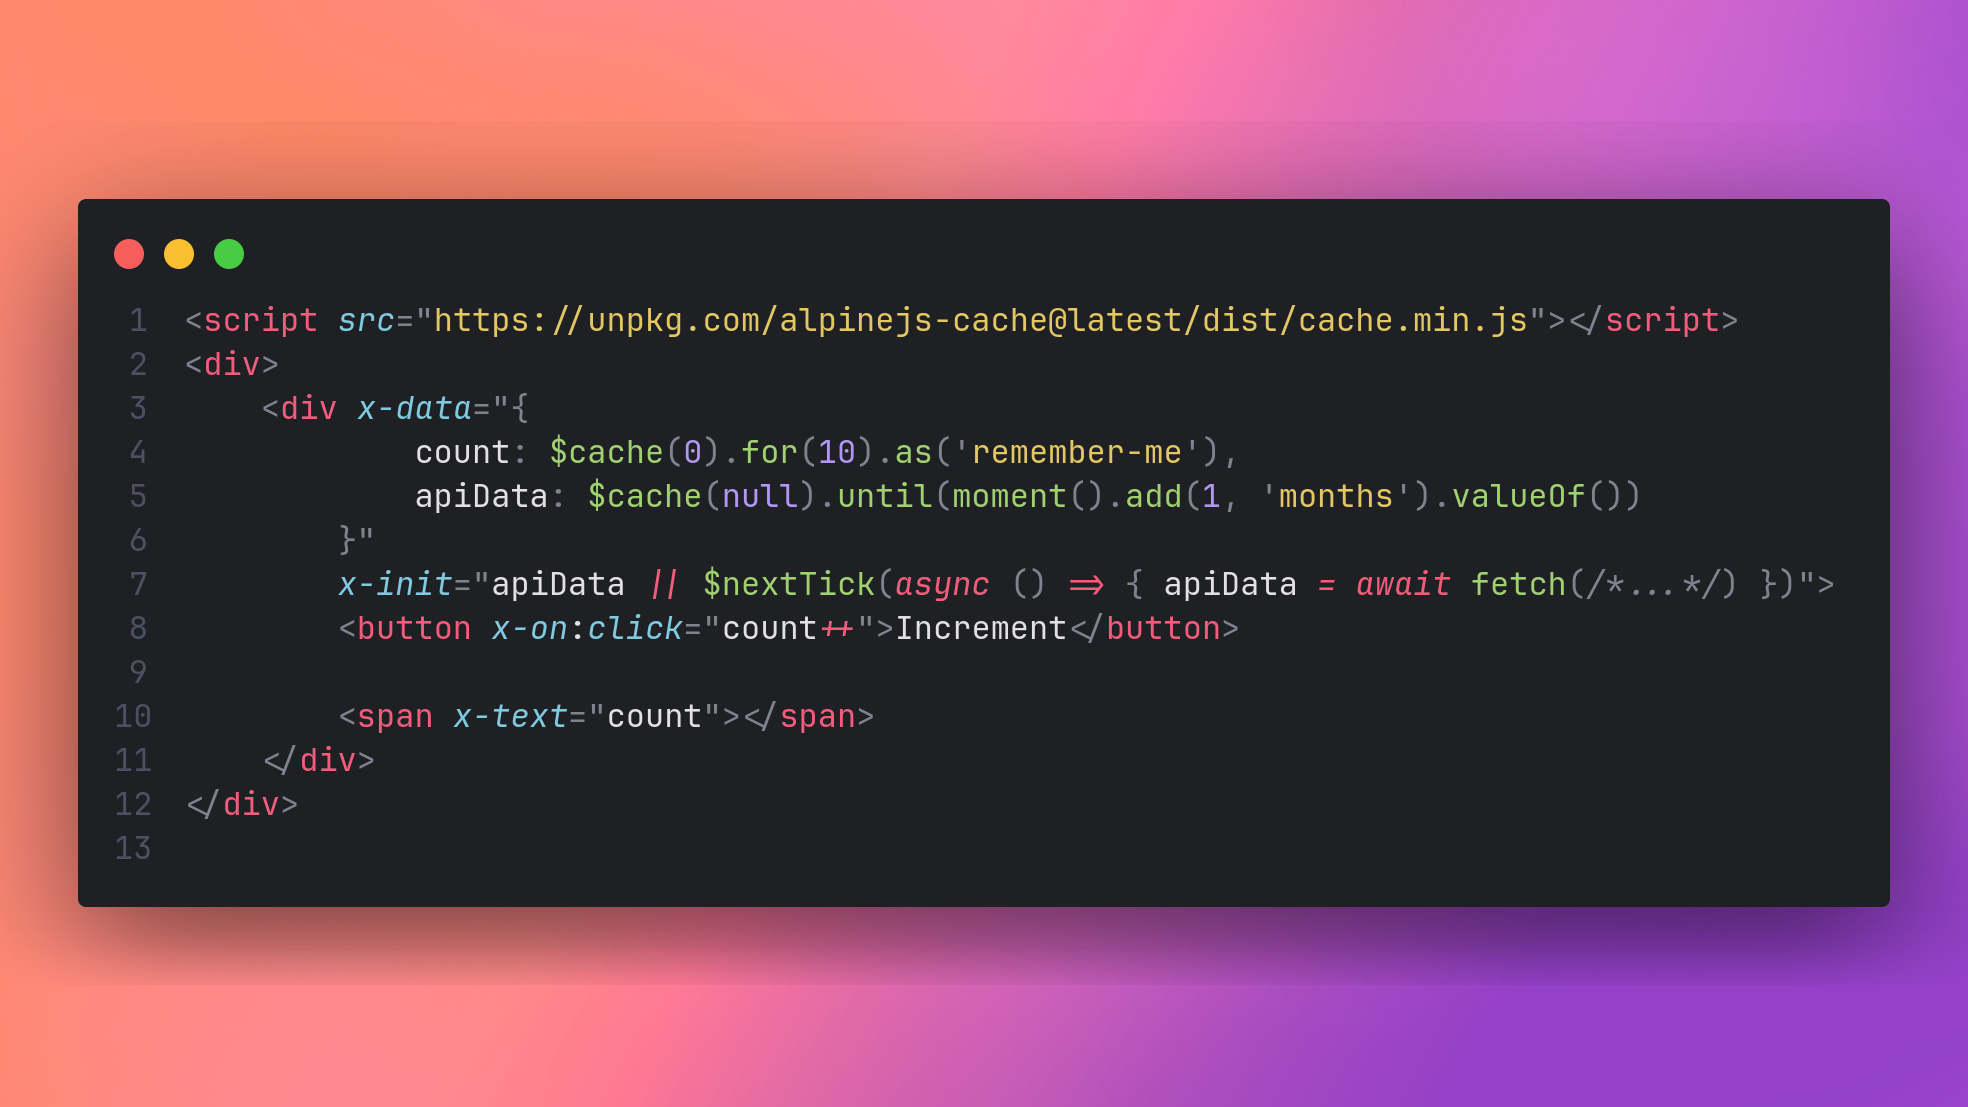 1 <script src="https://unpkg.com/alpinejs-cache@latest/dist/cache.min.js"></script>
2 <div>
3     <div x-data="{
4             count: $cache(0).for(10).as('remember-me'),
5             apiData: $cache(null).until(moment().add(1, 'months').valueOf())
6         }"
7         x-init="apiData || $nextTick(async () => { apiData = await fetch(/*...*/) })">
8         <button x-on:click="count++">Increment</button>
9
10         <span x-text="count"></span>
11     </div>
12 </div>
13